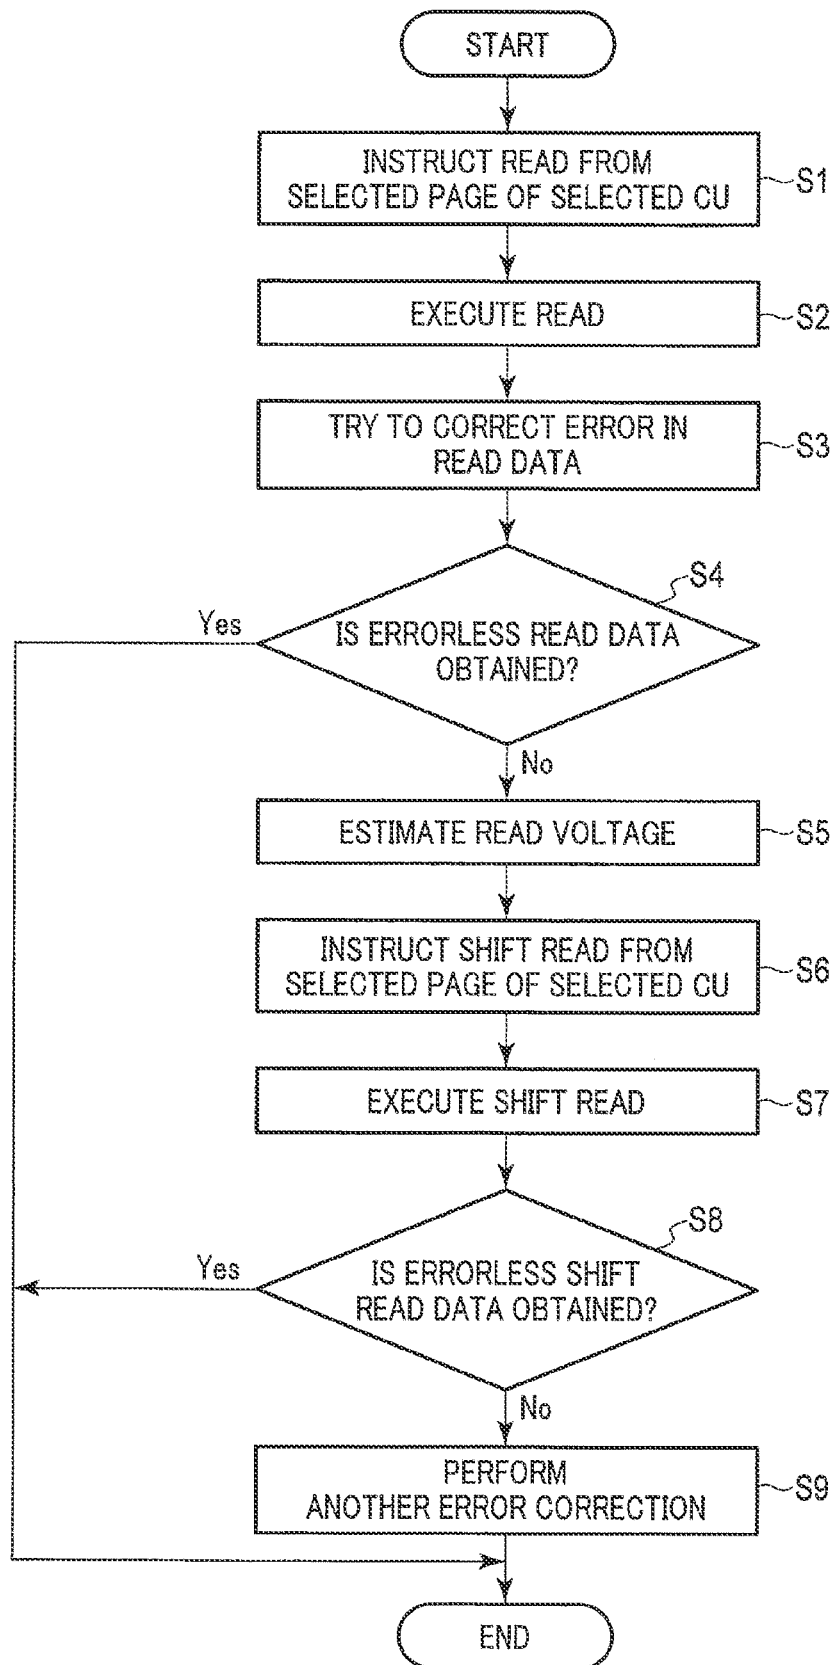 START
INSTRUCT READ FROM
SELECTED PAGE OF SELECTED CU
S1
EXECUTE READ
S2
TRY TO CORRECT ERROR IN
READ DATA
S3
S4
Yes
IS ERRORLESS READ DATA
OBTAINED?
No
ESTIMATE READ VOLTAGE
S5
INSTRUCT SHIFT READ FROM
SELECTED PAGE OF SELECTED CU
S6
EXECUTE SHIFT READ
S7
S8
Yes
IS ERRORLESS SHIFT
READ DATA OBTAINED?
No
PERFORM
ANOTHER ERROR CORRECTION
S9
END